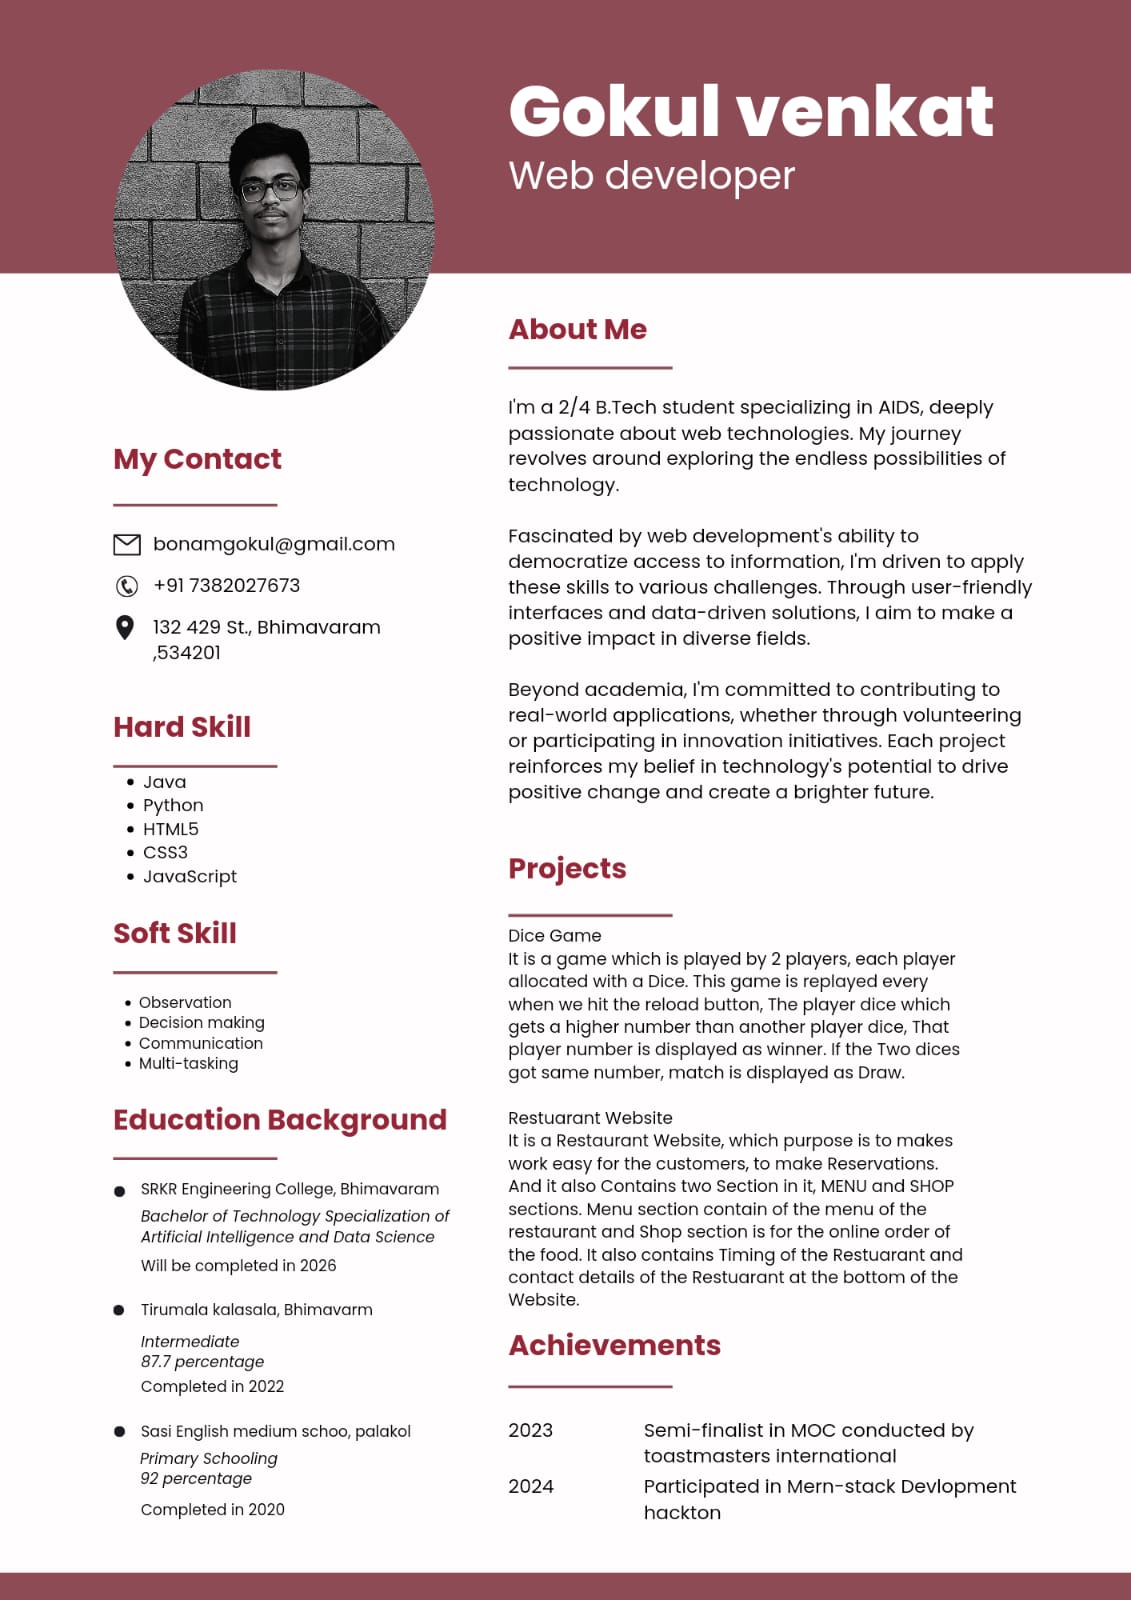 Gokul venkat
Web developer
My Contact
bonamgokul@gmail.com
+91 7382027673
132 429 St., Bhimavaram
,534201
Hard Skill
Java
Python
HTML5
CSS3
JavaScript
Soft Skill
Observation
Decision making
Communication
Multi-tasking
Education Background
SRKR Engineering College, Bhimavaram
Bachelor of Technology Specialization of
Artificial Intelligence and Data Science
Will be completed in 2026
Tirumala kalasala, Bhimavarm
Intermediate
87.7 percentage
Completed in 2022
Sasi English medium schoo, palakol
Primary Schooling
92 percentage
Completed in 2020
About Me
I'm a 2/4 B.Tech student specializing in AIDS, deeply
passionate about web technologies. My journey
revolves around exploring the endless possibilities of
technology.
Fascinated by web development's ability to
democratize access to information, I'm driven to apply
these skills to various challenges. Through user-friendly
interfaces and data-driven solutions, I aim to make a
positive impact in diverse fields.
Beyond academia, I'm committed to contributing to
real-world applications, whether through volunteering
or participating in innovation initiatives. Each project
reinforces my belief in technology's potential to drive
positive change and create a brighter future.
Projects
Dice Game
It is a game which is played by 2 players, each player
allocated with a Dice. This game is replayed every
when we hit the reload button, The player dice which
gets a higher number than another player dice, That
player number is displayed as winner. If the Two dices
got same number, match is displayed as Draw.
Restuarant Website
It is a Restaurant Website, which purpose is to makes
work easy for the customers, to make Reservations.
And it also Contains two Section in it, MENU and SHOP
sections. Menu section contain of the menu of the
restaurant and Shop section is for the online order of
the food. It also contains Timing of the Restuarant and
contact details of the Restuarant at the bottom of the
Website.
Achievements
2023 Semi-finalist in MOC conducted by
toastmasters international
2024 Participated in Mern-stack Devlopment
hackton